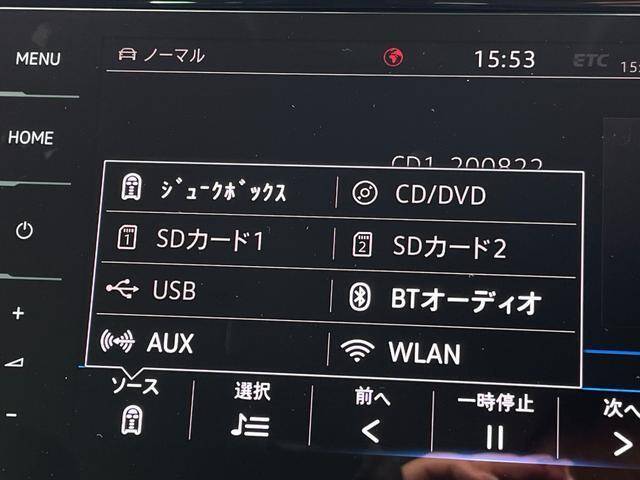 MENU
ノーマル
15:53
ETC
15:
HOME
CD1_200822
ジュークボックス
CD/DVD
SDカード1
SDカード2
USB
BTオーディオ
AUX
WLAN
ソース
選択
前へ
一時停止
次へ